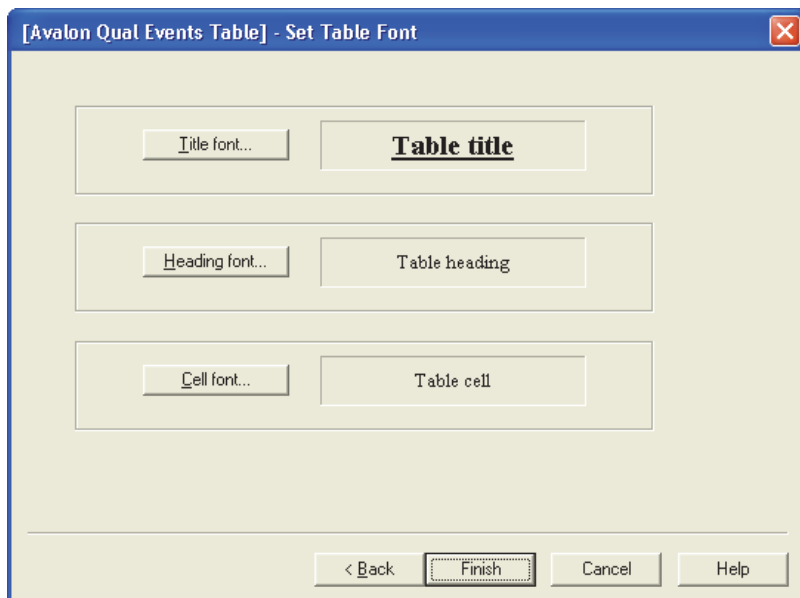 [Avalon Qual Events Table] - Set Table Font
Title font...
Table title
Heading font...
Table heading
Cell font...
Table cell
< Back
Finish
Cancel
Help